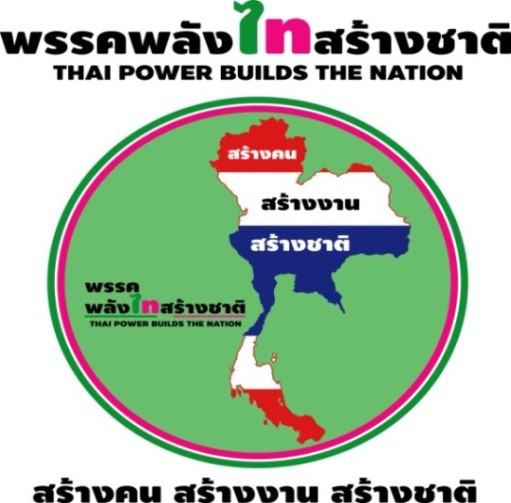 พรรคพลังไทสร้างชาติ
THAI POWER BUILDS THE NATION
สร้างคน
สร้างงาน
สร้างชาติ
พรรค
พลังไทสร้างชาติ
THAI POWER BUILDS THE NATION
สร้างคน สร้างงาน สร้างชาติ